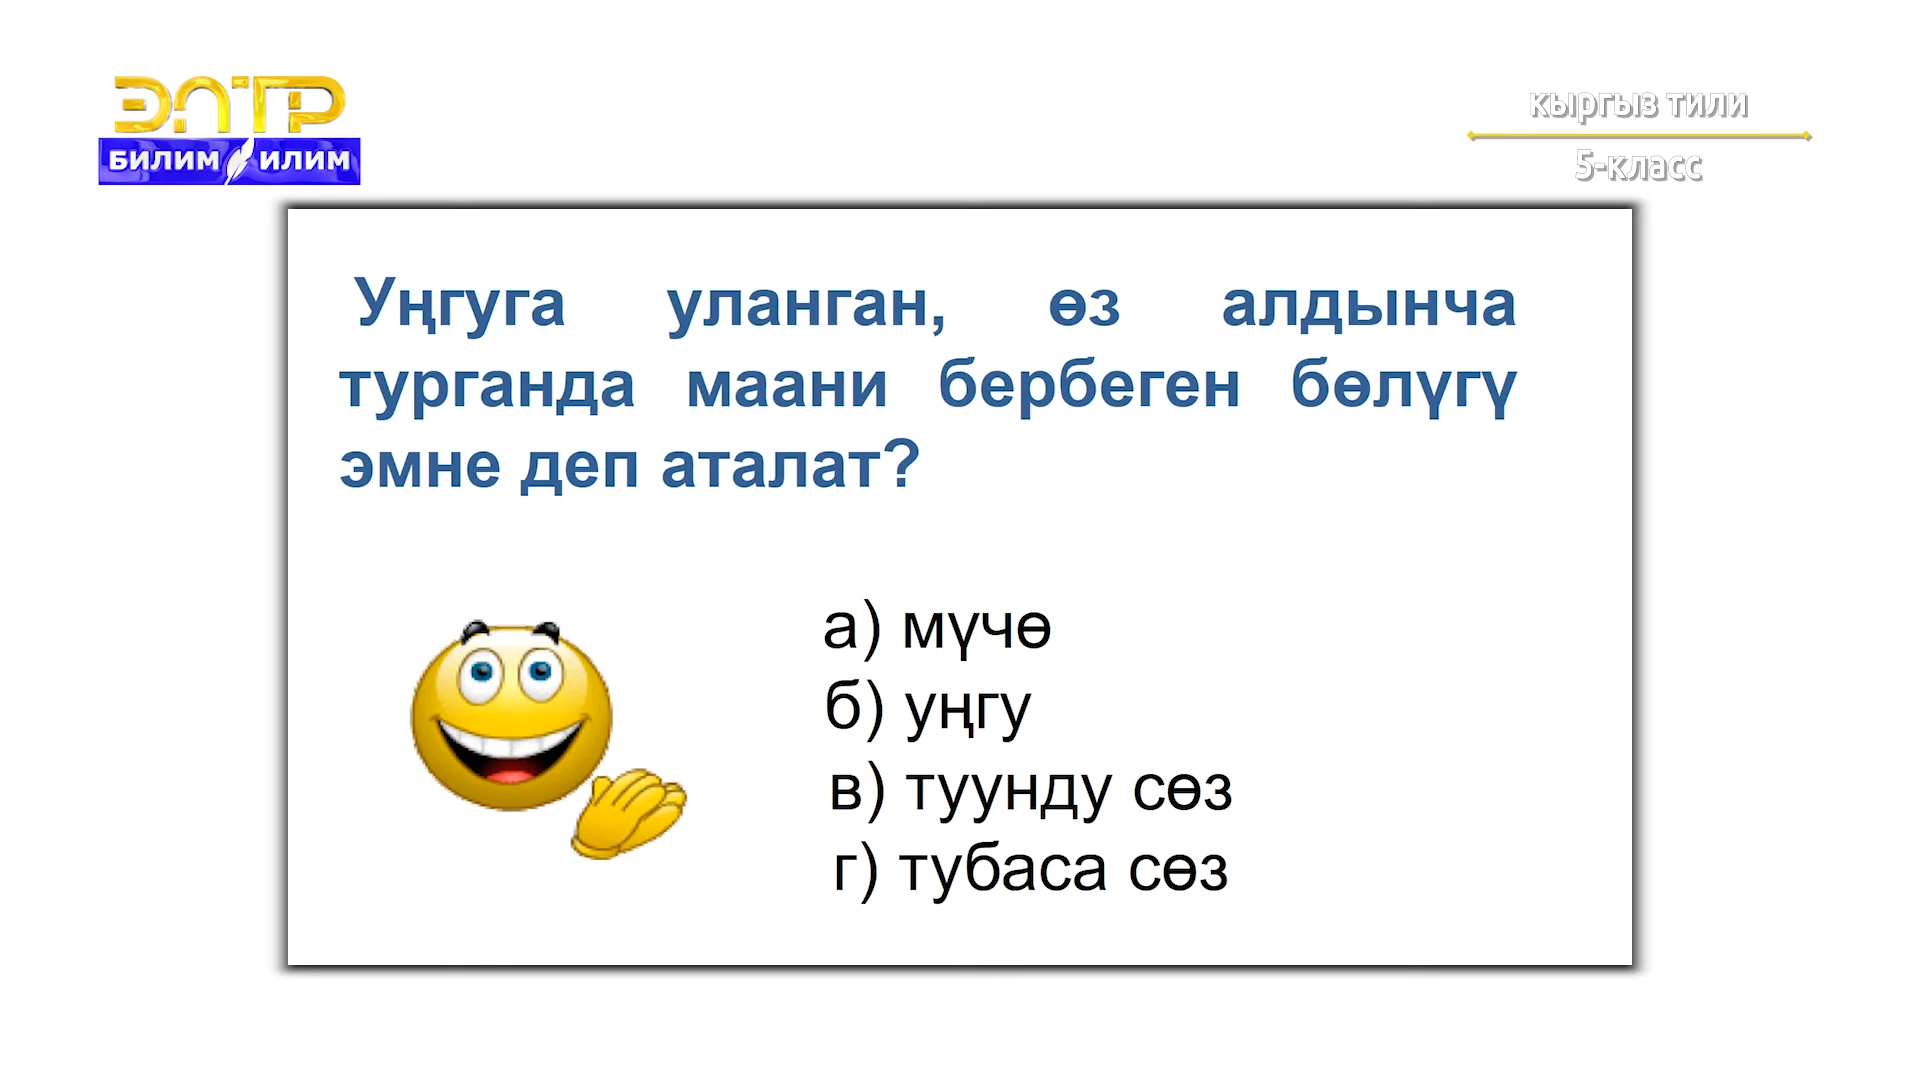 ЭЛТР
БИЛИМ ИЛИМ
кыргыз тили
5-класс
Уңгуга уланган, өз алдынча
турганда маани бербеген бөлүгү
эмне деп аталат?
а) мүчө
б) уңгу
в) туунду сөз
г) тубаса сөз